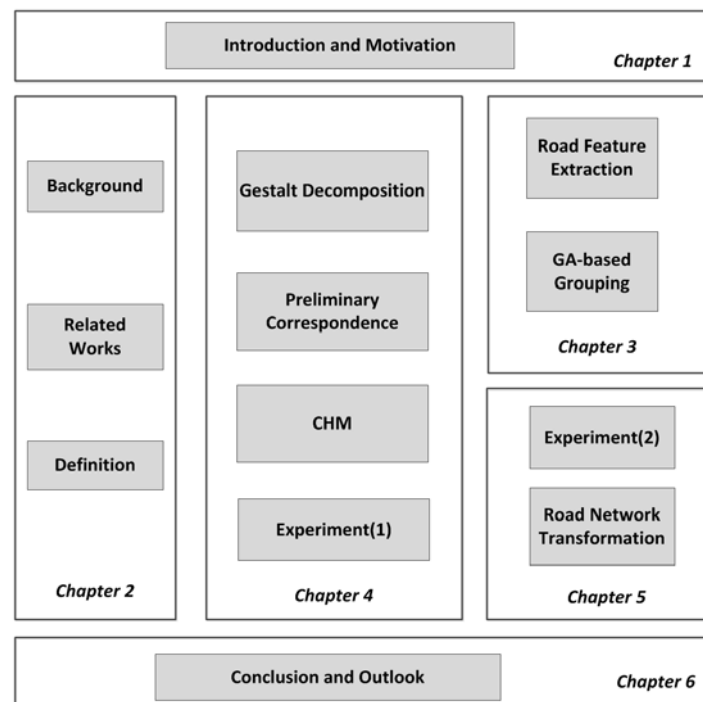 Introduction and Motivation
Chapter 1
Background
Related
Works
Definition
Chapter 2
Gestalt Decomposition
Preliminary
Correspondence
CHM
Experiment(1)
Chapter 4
Road Feature
Extraction
GA-based
Grouping
Chapter 3
Experiment(2)
Road Network
Transformation
Chapter 5
Conclusion and Outlook
Chapter 6